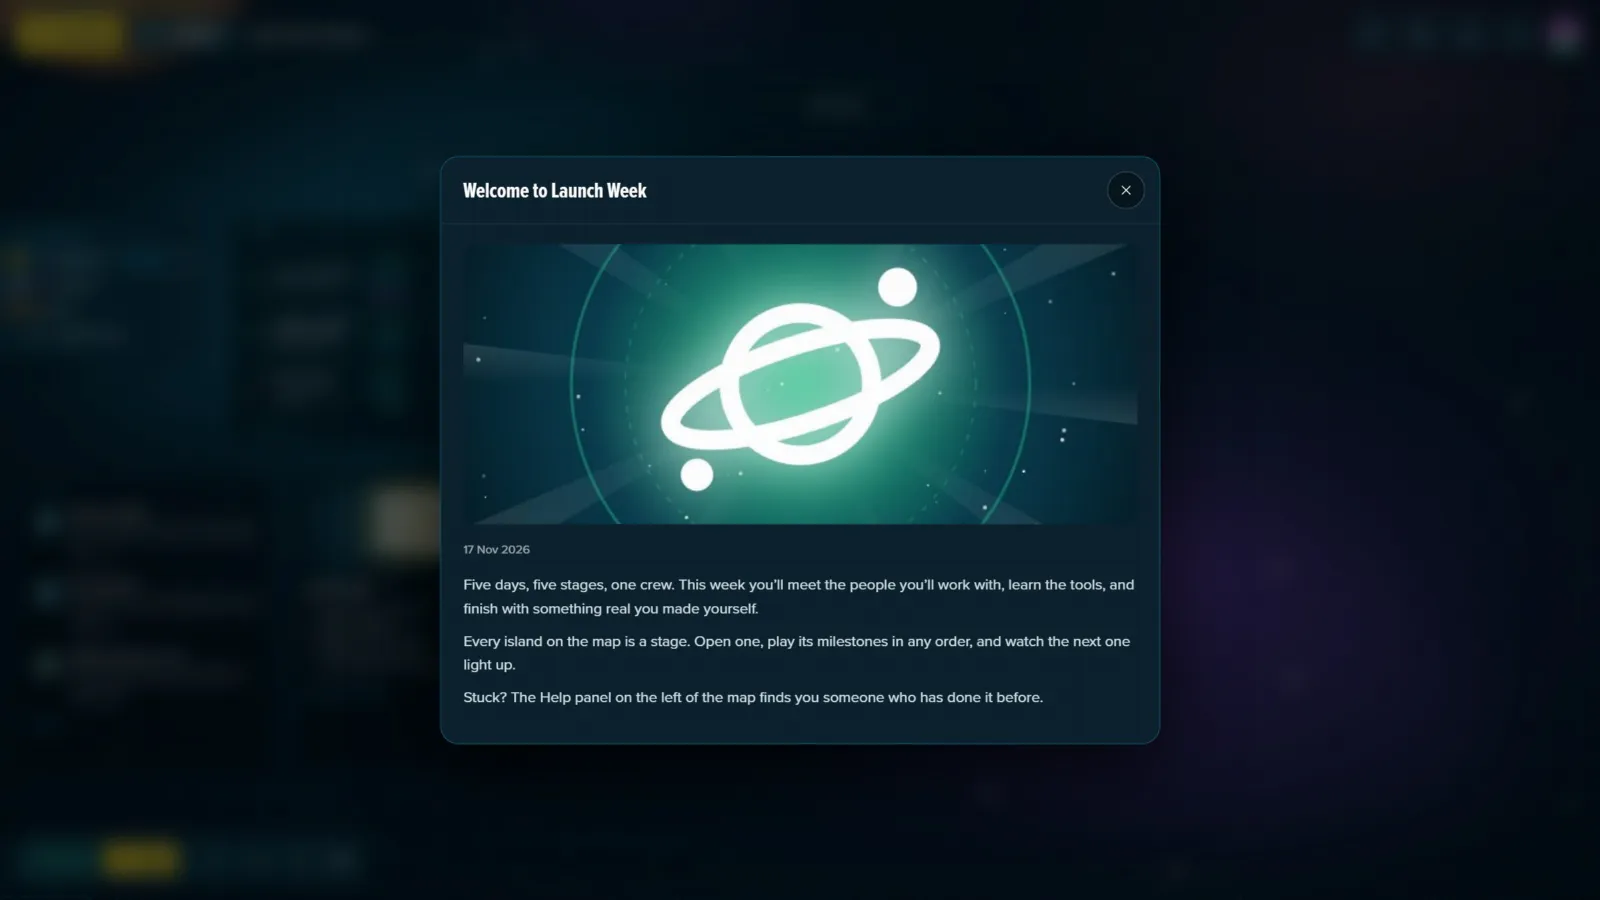 Welcome to Launch Week
17 Nov 2026
Five days, five stages, one crew. This week you’ll meet the people you’ll work with, learn the tools, and
finish with something real you made yourself.
Every island on the map is a stage. Open one, play its milestones in any order, and watch the next one
light up.
Stuck? The Help panel on the left of the map finds you someone who has done it before.